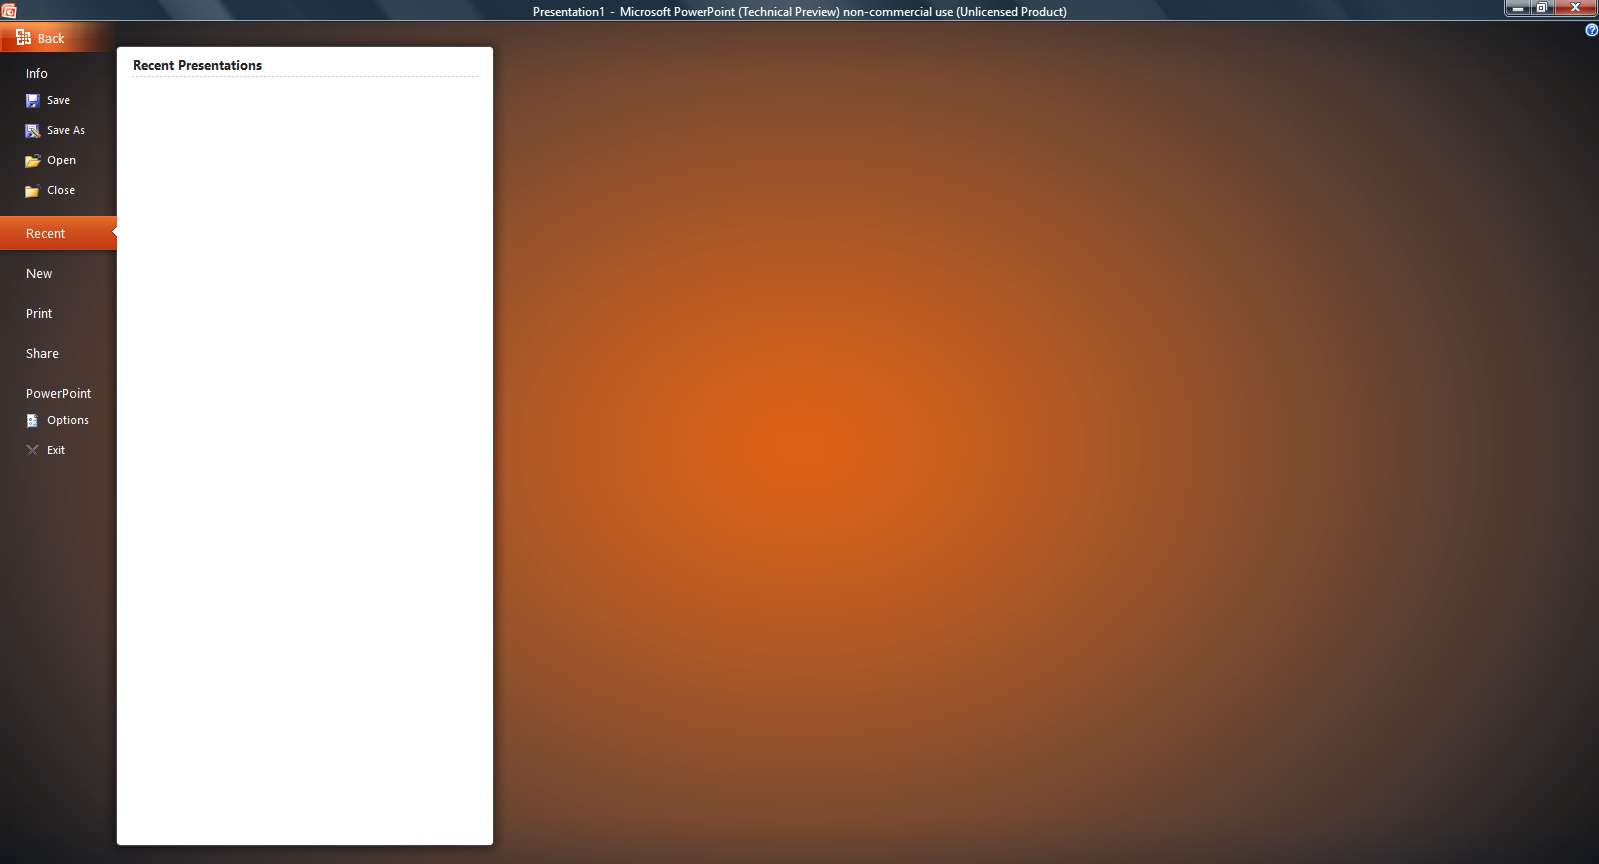 Presentation1 - Microsoft PowerPoint (Technical Preview) non-commercial use (Unlicensed Product)
Back
Info
Save
Save As
Open
Close
Recent
New
Print
Share
PowerPoint
Options
Exit
Recent Presentations